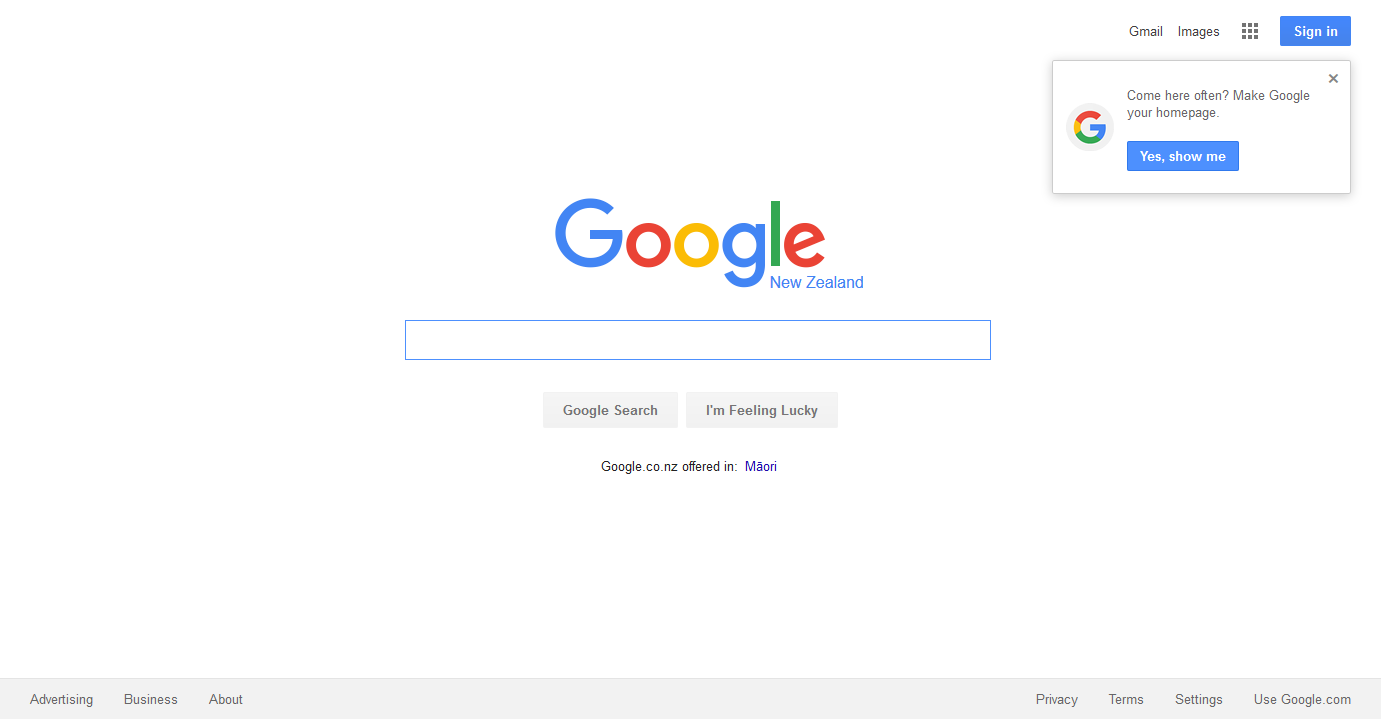 Gmail Images Sign in
Come here often? Make Google
your homepage.
Yes, show me
Google
New Zealand
Google Search I'm Feeling Lucky
Google.co.nz offered in: Māori
Advertising Business About Privacy Terms Settings Use Google.com